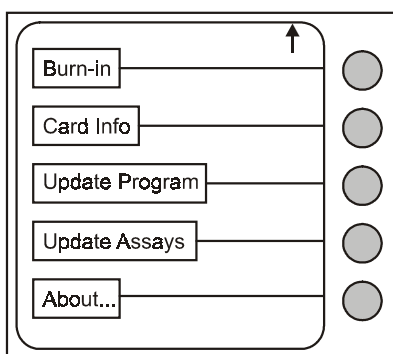 Burn-in
Card Info
Update Program
Update Assays
About...